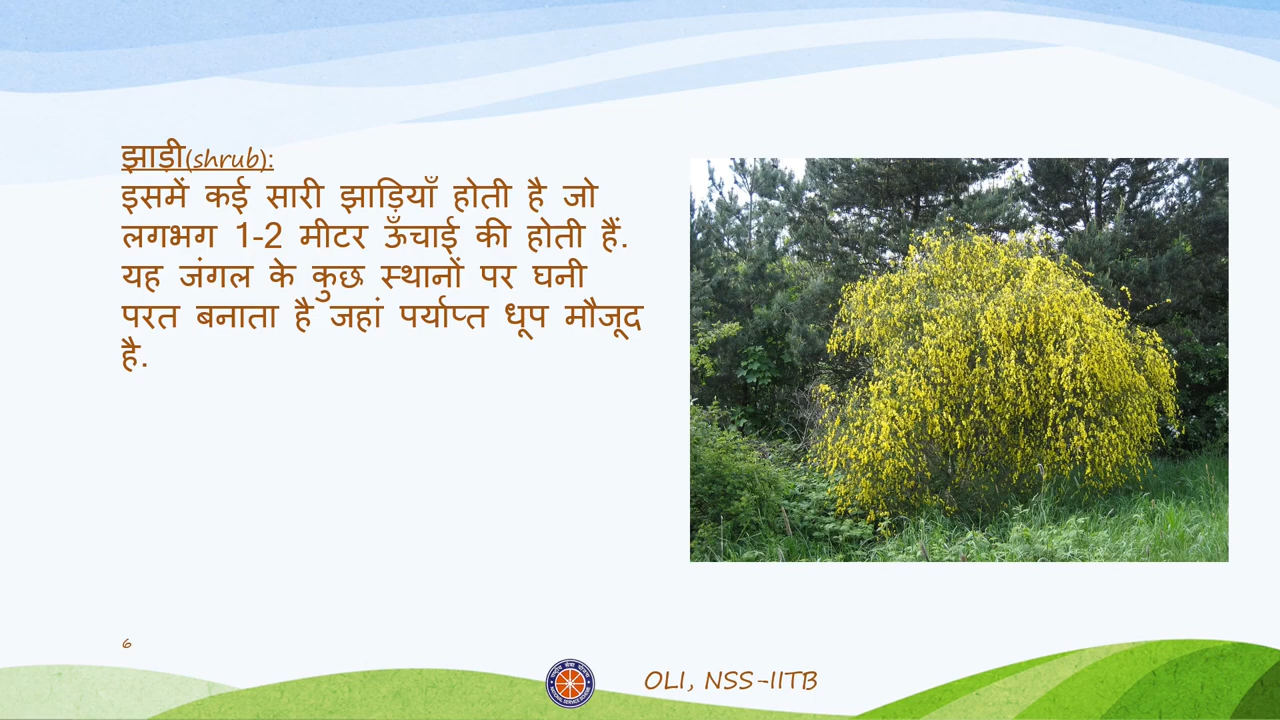 झाड़ी(shrub):
इसमें कई सारी झाड़ियाँ होती है जो
लगभग 1-2 मीटर ऊँचाई की होती हैं.
यह जंगल के कुछ स्थानों पर घनी
परत बनाता है जहां पर्याप्त धूप मौजूद
है.
6
OLI, NSS-IITB